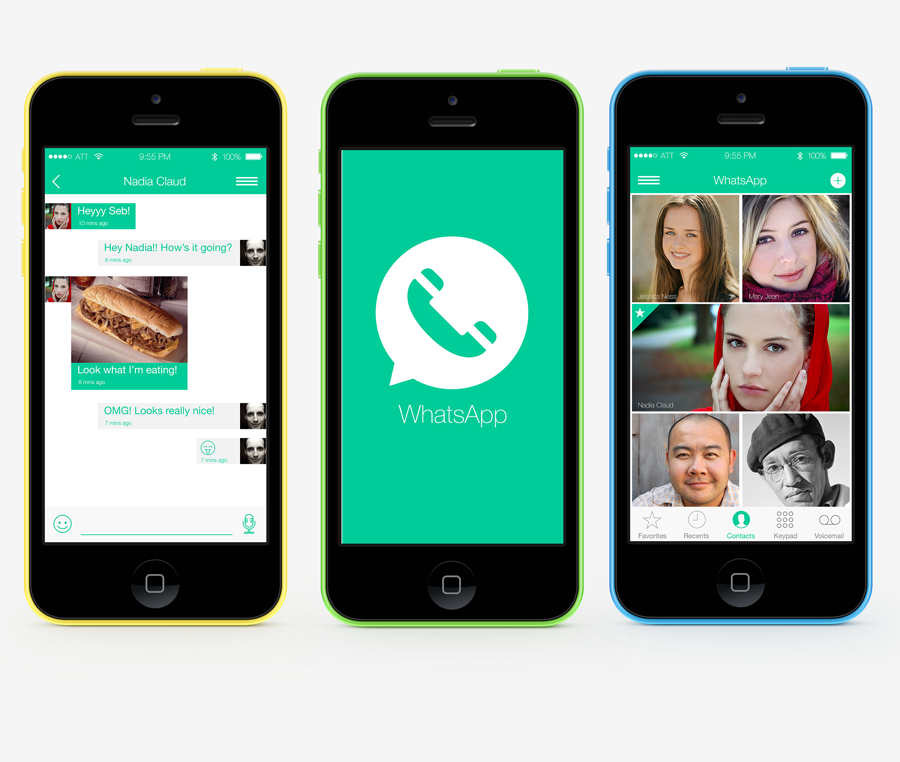 ATT 9:55 PM 100%
Nadia Claud
Heyyy Seb!
10 mins ago
Hey Nadia!! How's it going?
8 mins ago
Look what I'm eating!
8 mins ago
OMG! Looks really nice!
7 mins ago
7 mins ago
WhatsApp
ATT 9:55 PM 100%
WhatsApp
Jessica Ness
Mary Jean
Nadia Claud
Favorites Recents Contacts Keypad Voicemail